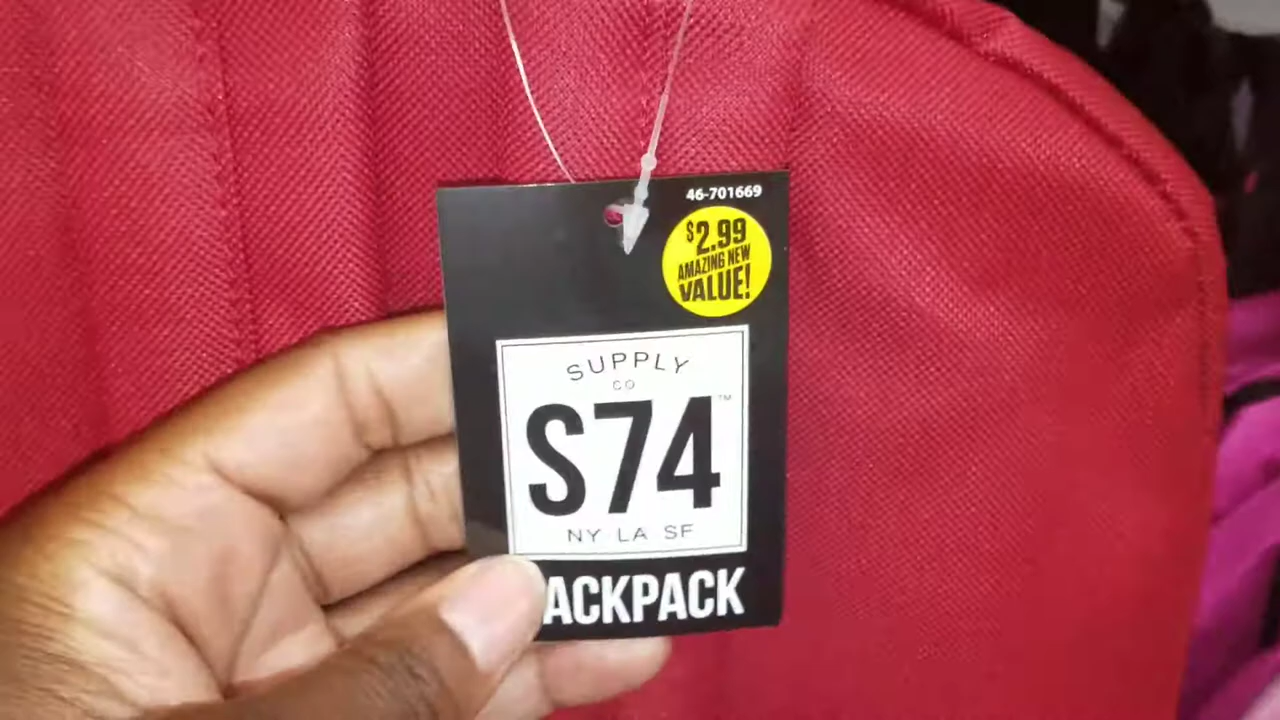 46-701669
$2.99
AMAZING NEW
VALUE!
SUPPLY
CO
S74™
NY LA SF
ACKPACK